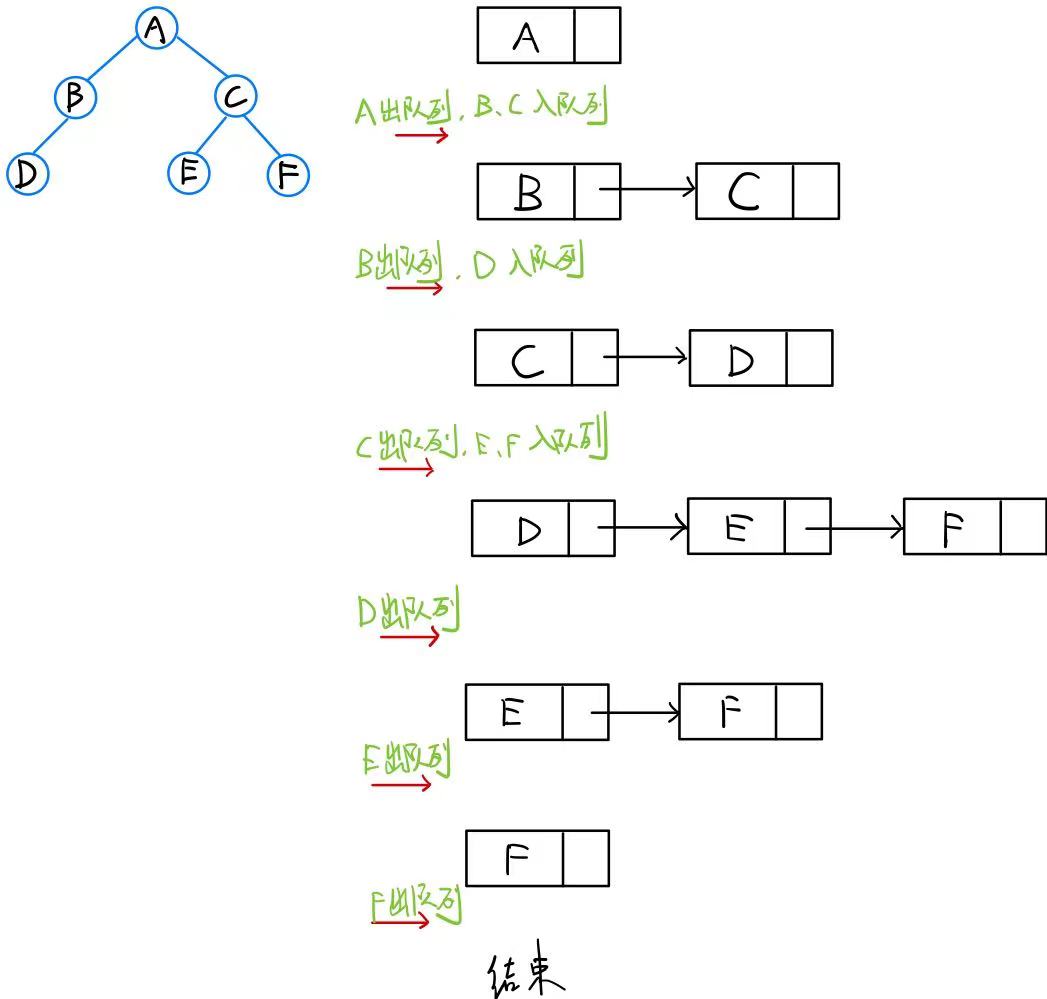 A
B C
D E F
A
A出队列，B、C入队列
B C
B出队列，D入队列
C D
C出队列，E、F入队列
D E F
D出队列
E F
E出队列
F
F出队列
结束